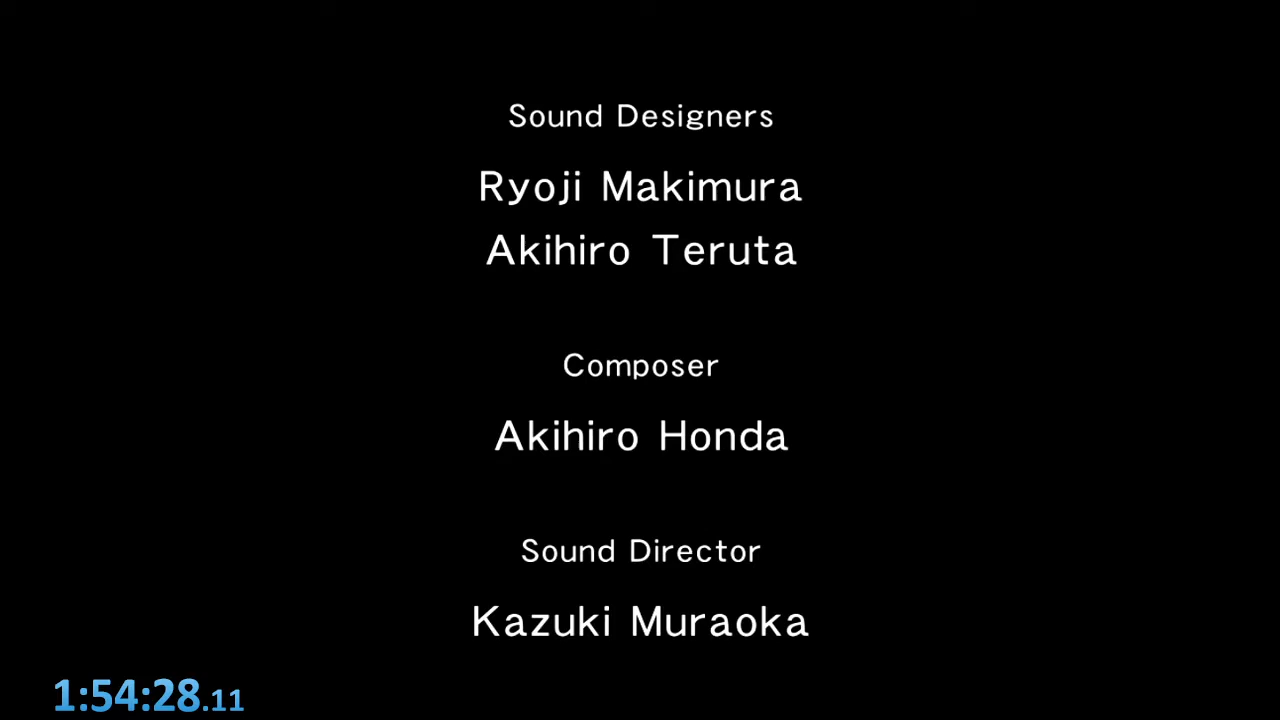 Sound Designers
Ryoji Makimura
Akihiro Teruta
Composer
Akihiro Honda
Sound Director
Kazuki Muraoka
1:54:28.11